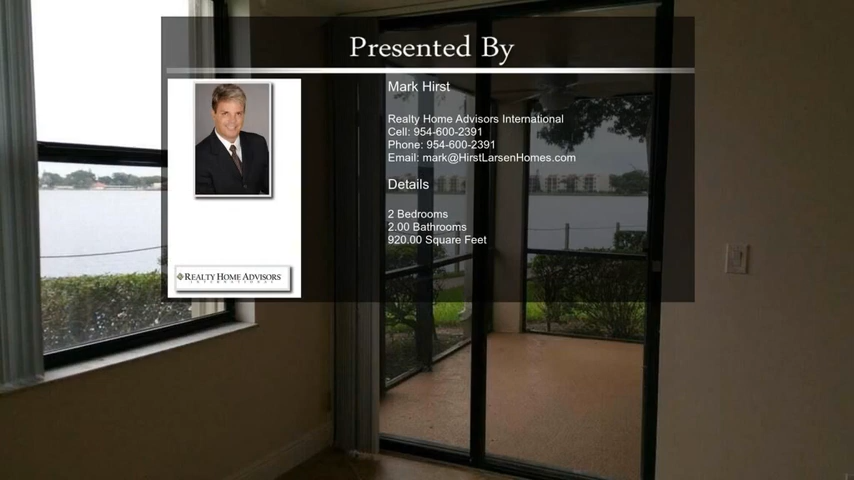 Presented By
Mark Hirst
Realty Home Advisors International
Cell: 954-600-2391
Phone: 954-600-2391
Email: mark@HirstLarsenHomes.com
Details
2 Bedrooms
2.00 Bathrooms
920.00 Square Feet
REALTY HOME ADVISORS
INTERNATIONAL